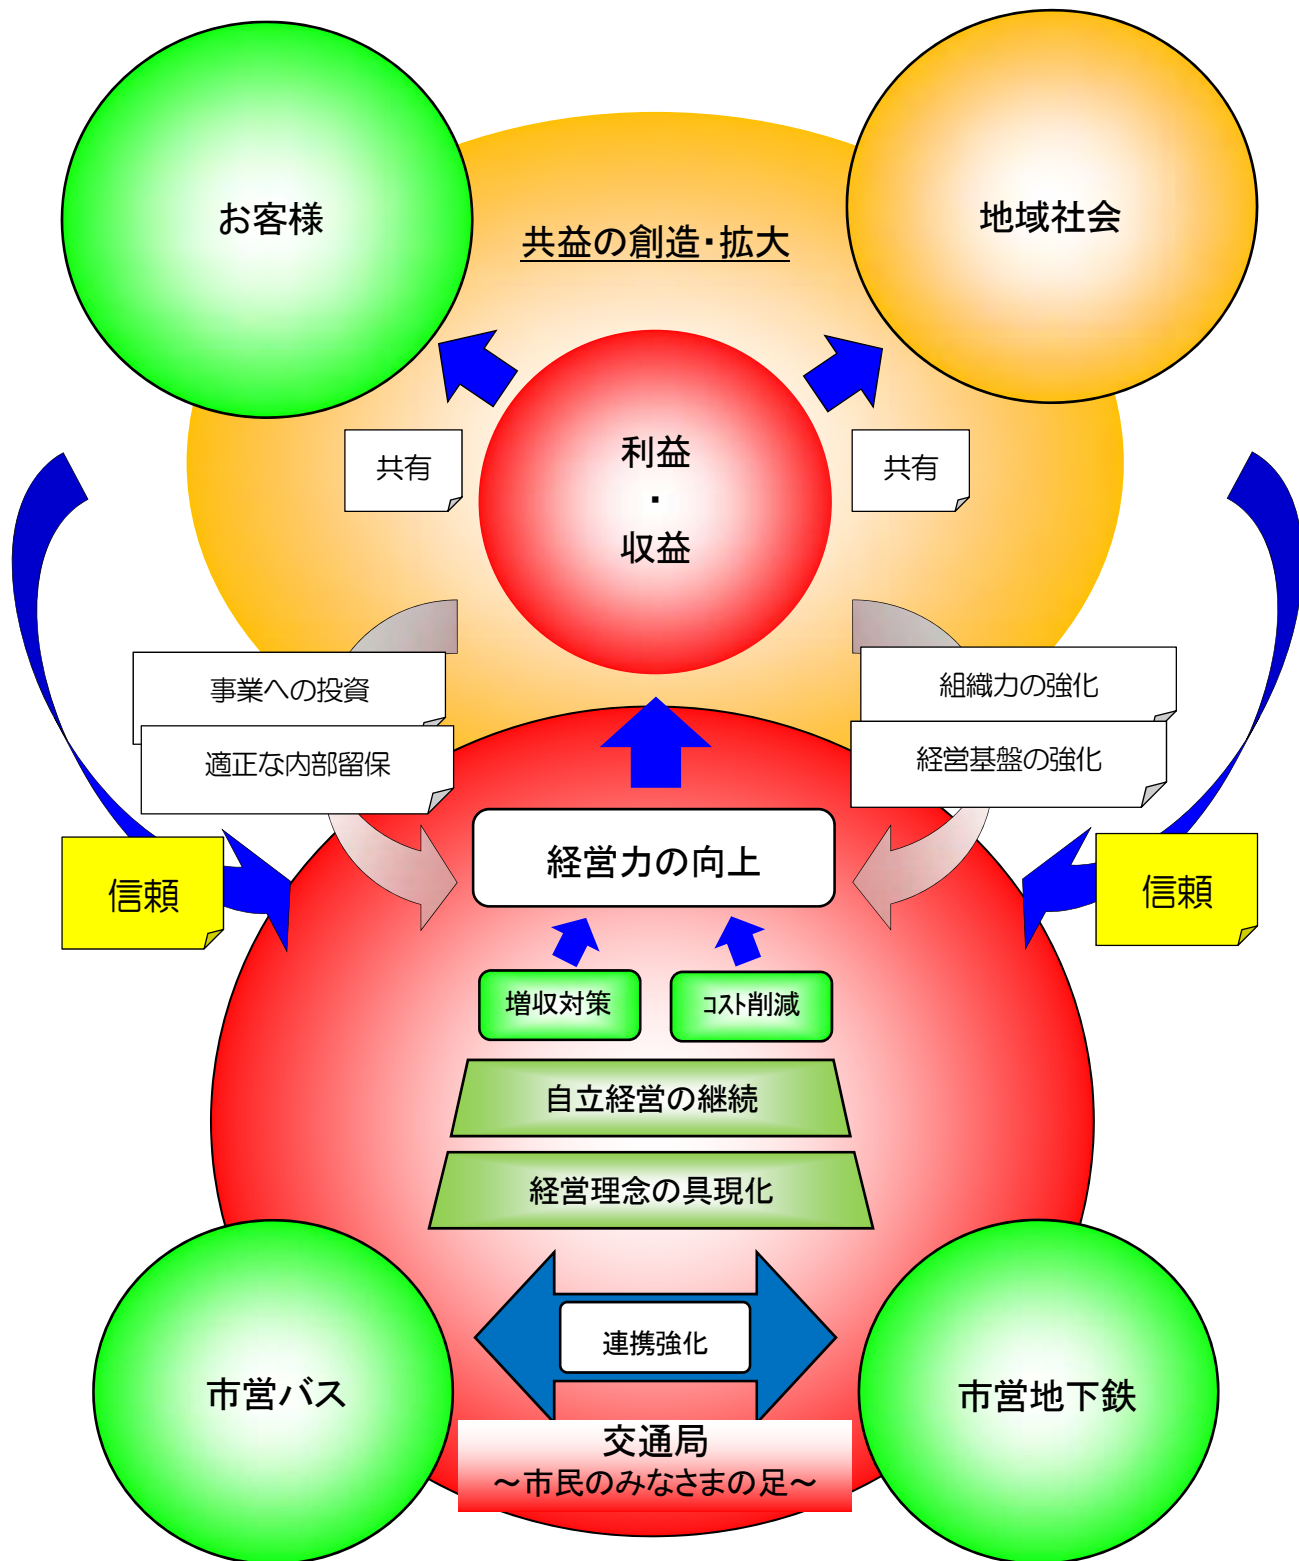 お客様
地域社会
共益の創造・拡大
利益
・
収益
共有
共有
事業への投資
適正な内部留保
組織力の強化
経営基盤の強化
信頼
信頼
経営力の向上
増収対策
コスト削減
自立経営の継続
経営理念の具現化
連携強化
市営バス
市営地下鉄
交通局
～市民のみなさまの足～